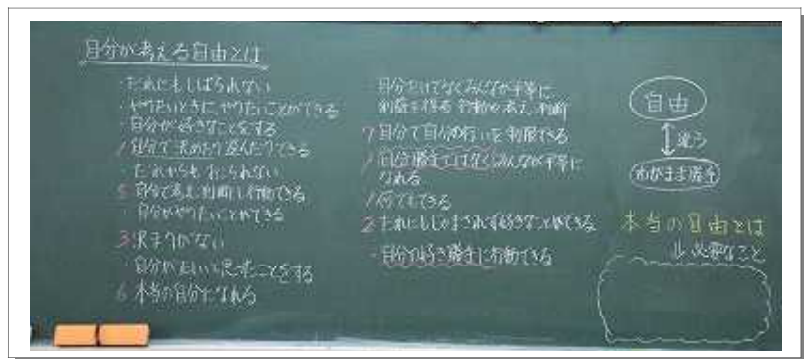 自分が考える自由とは
・だれにもしばられない
・やりたいときに、やりたいことができる
・自分が好きなことをする
自分で決めたり選んだりできる
・だれからもおこられない
5 自分で考え、判断し、行動できる
・自分がやりたいことができる
3 決まりがない
・自分が正しいと思ったことをする
6 本当の自分になれる
自分だけでなくみんなが平等に
利益を得る行動を考え、判断
7 自分で自分の行いを制限できる
自分勝手ではなくみんなが平等に
なれる
何でもできる
2 だれにもじゃまされず好きなことができる
・自分の好き勝手に行動できる
自由
違う
わがまま勝手
本当の自由とは
必要なこと